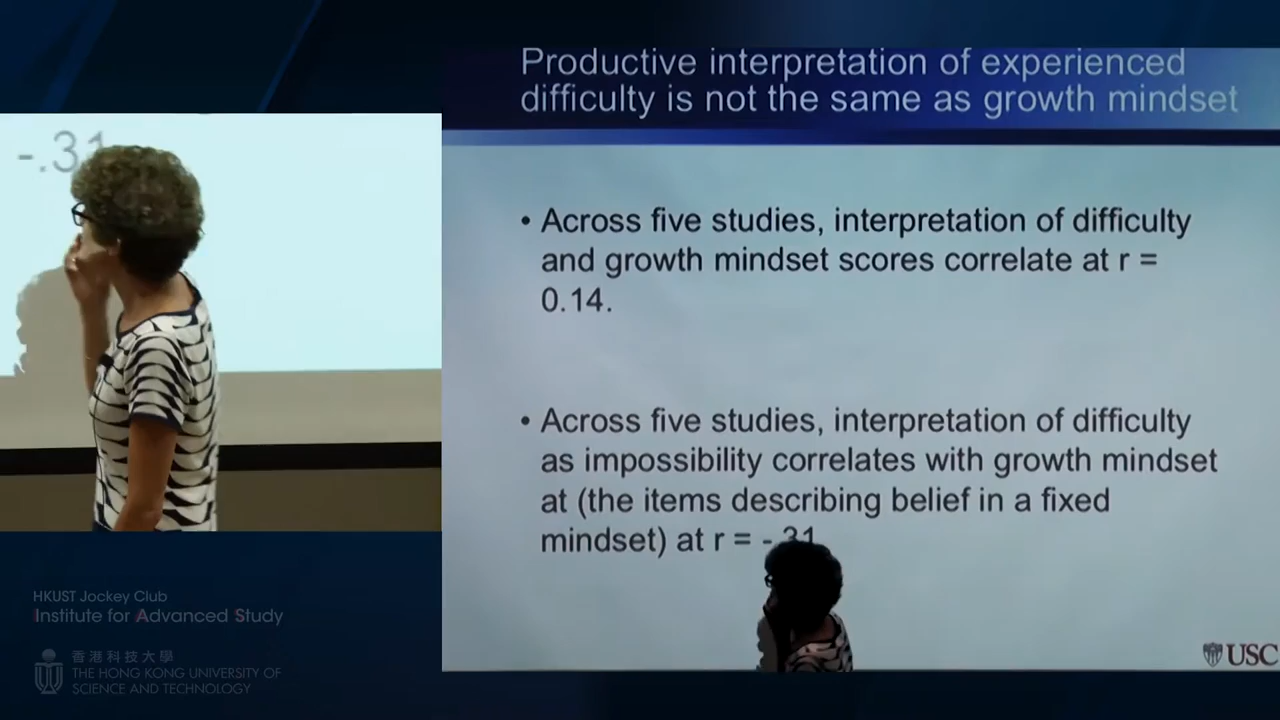 Productive interpretation of experienced
difficulty is not the same as growth mindset
-.31
• Across five studies, interpretation of difficulty
and growth mindset scores correlate at r =
0.14.
• Across five studies, interpretation of difficulty
as impossibility correlates with growth mindset
at (the items describing belief in a fixed
mindset) at r = -.31
HKUST Jockey Club
Institute for Advanced Study
香港科技大學
THE HONG KONG UNIVERSITY OF
SCIENCE AND TECHNOLOGY
USC